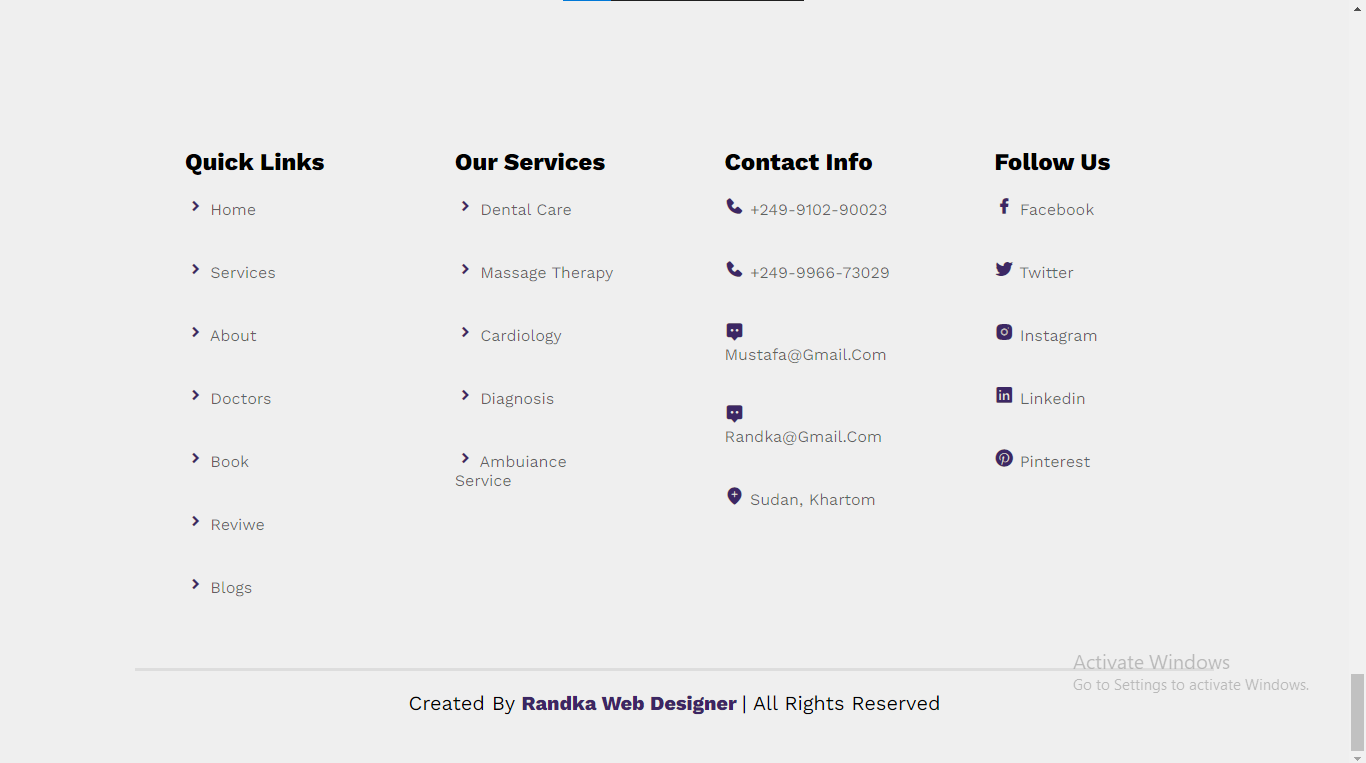 Quick Links
Home
Services
About
Doctors
Book
Reviwe
Blogs
Our Services
Dental Care
Massage Therapy
Cardiology
Diagnosis
Ambuiance
Service
Contact Info
+249-9102-90023
+249-9966-73029
Mustafa@Gmail.Com
Randka@Gmail.Com
Sudan, Khartom
Follow Us
Facebook
Twitter
Instagram
Linkedin
Pinterest
Activate Windows
Go to Settings to activate Windows.
Created By Randka Web Designer | All Rights Reserved